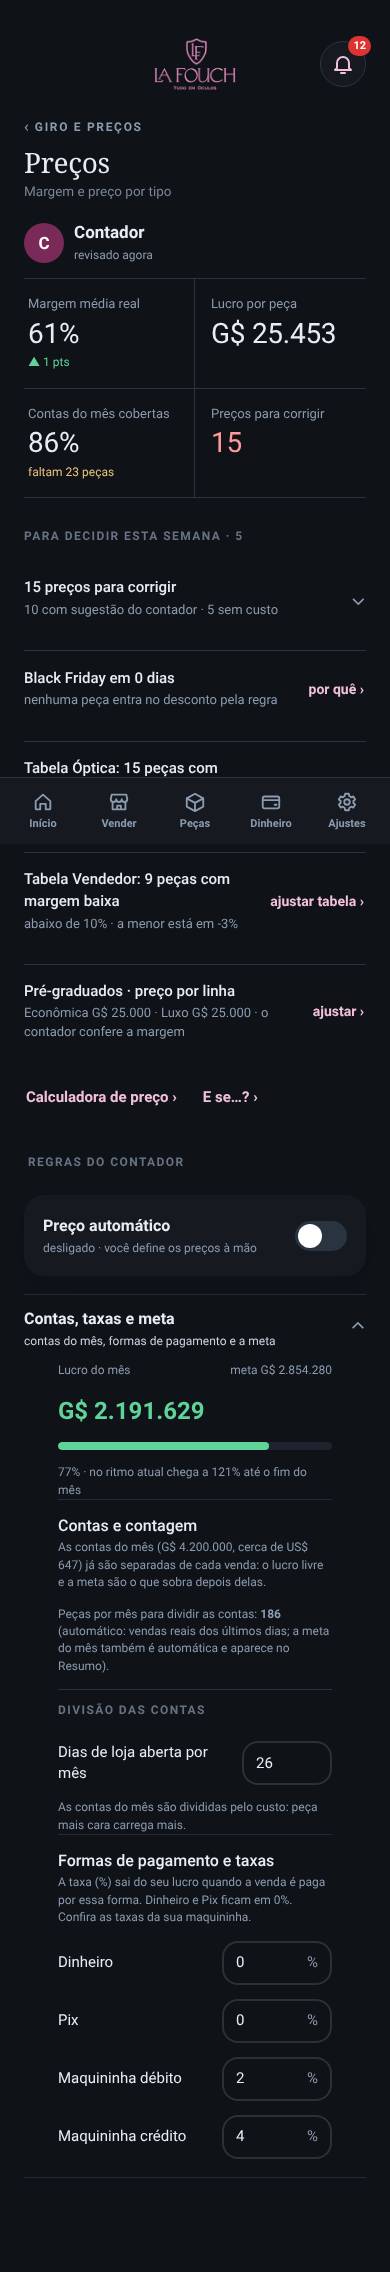 LF
LA FOUCH
TUDO EM ÓCULOS
12
‹ GIRO E PREÇOS
Preços
Margem e preço por tipo
C
Contador
revisado agora
Margem média real
61%
▲ 1 pts
Lucro por peça
G$ 25.453
Contas do mês cobertas
86%
faltam 23 peças
Preços para corrigir
15
PARA DECIDIR ESTA SEMANA · 5
15 preços para corrigir
10 com sugestão do contador · 5 sem custo
Black Friday em 0 dias
nenhuma peça entra no desconto pela regra
por quê ›
Tabela Óptica: 15 peças com
Início
Vender
Peças
Dinheiro
Ajustes
Tabela Vendedor: 9 peças com
margem baixa
abaixo de 10% · a menor está em -3%
ajustar tabela ›
Pré-graduados · preço por linha
Econômica G$ 25.000 · Luxo G$ 25.000 · o
contador confere a margem
ajustar ›
Calculadora de preço ›
E se…? ›
REGRAS DO CONTADOR
Preço automático
desligado · você define os preços à mão
Contas, taxas e meta
contas do mês, formas de pagamento e a meta
Lucro do mês
meta G$ 2.854.280
G$ 2.191.629
77% · no ritmo atual chega a 121% até o fim do
mês
Contas e contagem
As contas do mês (G$ 4.200.000, cerca de US$
647) já são separadas de cada venda: o lucro livre
e a meta são o que sobra depois delas.
Peças por mês para dividir as contas: 186
(automático: vendas reais dos últimos dias; a meta
do mês também é automática e aparece no
Resumo).
DIVISÃO DAS CONTAS
Dias de loja aberta por
mês
26
As contas do mês são divididas pelo custo: peça
mais cara carrega mais.
Formas de pagamento e taxas
A taxa (%) sai do seu lucro quando a venda é paga
por essa forma. Dinheiro e Pix ficam em 0%.
Confira as taxas da sua maquininha.
Dinheiro
0 %
Pix
0 %
Maquininha débito
2 %
Maquininha crédito
4 %